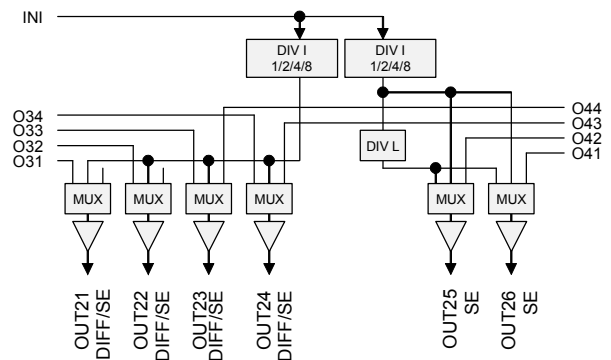 INI
DIV I
1/2/4/8
DIV I
1/2/4/8
O34
O33
O32
O31
O44
O43
O42
O41
DIV L
MUX
MUX
MUX
MUX
MUX
MUX
OUT21
DIFF/SE
OUT22
DIFF/SE
OUT23
DIFF/SE
OUT24
DIFF/SE
OUT25
SE
OUT26
SE